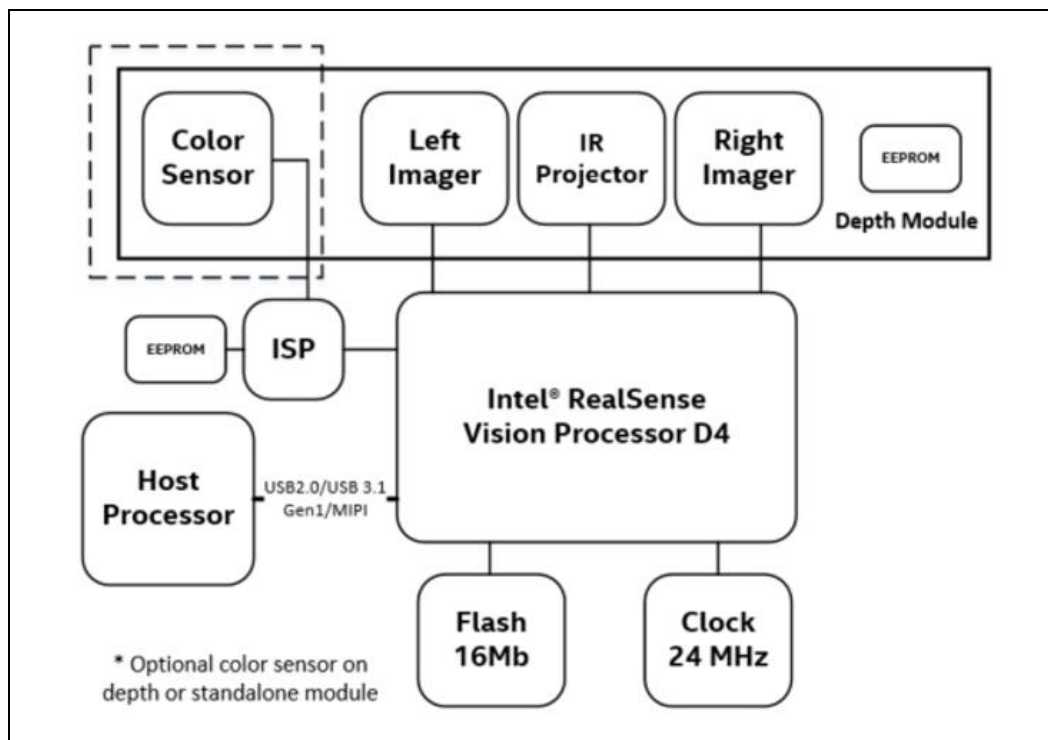 Color
Sensor
Left
Imager
IR
Projector
Right
Imager
EEPROM
Depth Module
EEPROM
ISP
Intel® RealSense
Vision Processor D4
Host
Processor
USB2.0/USB 3.1
Gen1/MIPI
Flash
16Mb
Clock
24 MHz
* Optional color sensor on
depth or standalone module